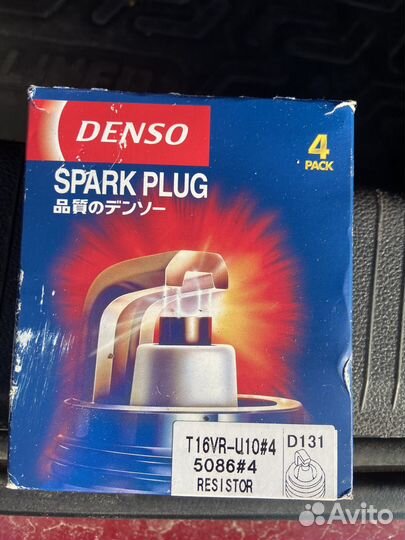 DENSO
4
PACK
SPARK PLUG
品質のデンソー
T16VR-U10#4
5086#4
RESISTOR
D131
Avito